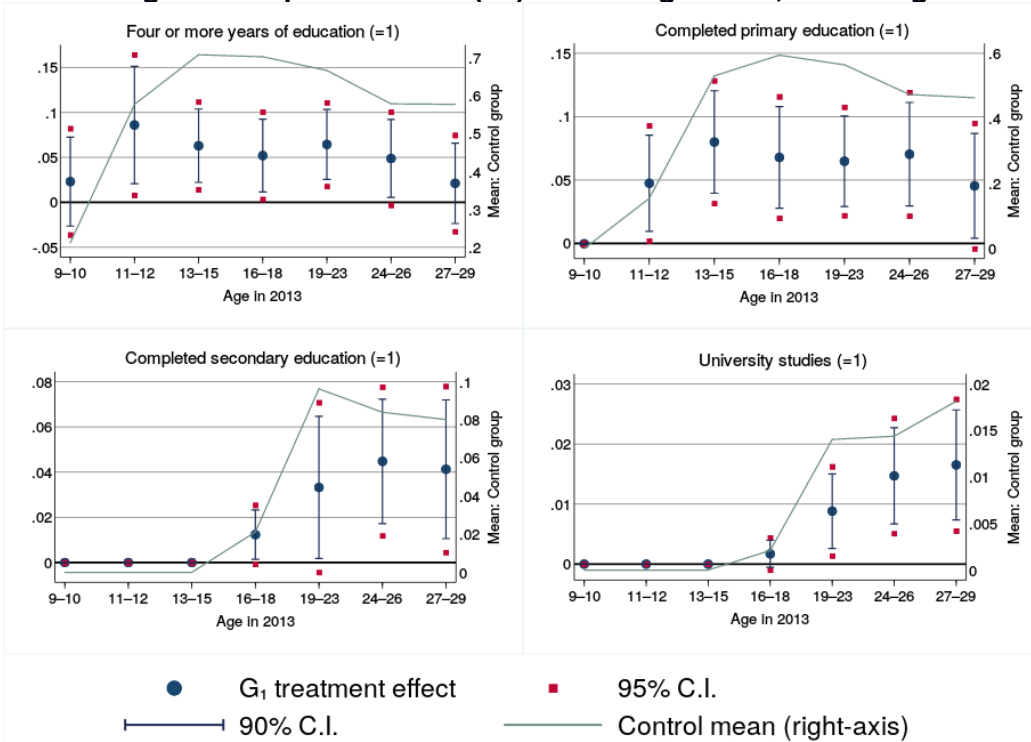 Four or more years of education (=1)
.15
.1
.05
0
-.05
.7
.6
.5
.4
.3
.2
Mean: Control group
9–10 11–12 13–15 16–18 19–23 24–26 27–29
Age in 2013
Completed primary education (=1)
.15
.1
.05
0
.6
.4
.2
0
Mean: Control group
9–10 11–12 13–15 16–18 19–23 24–26 27–29
Age in 2013
Completed secondary education (=1)
.08
.06
.04
.02
0
.1
.08
.06
.04
.02
0
Mean: Control group
9–10 11–12 13–15 16–18 19–23 24–26 27–29
Age in 2013
University studies (=1)
.03
.02
.01
0
.02
.015
.01
.005
0
Mean: Control group
9–10 11–12 13–15 16–18 19–23 24–26 27–29
Age in 2013
G₁ treatment effect
95% C.I.
90% C.I.
Control mean (right-axis)